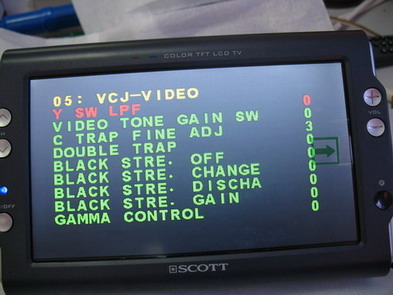 COLOR TFT LCD TV
05: VCJ-VIDEO
Y SW LPF 0
VIDEO TONE GAIN SW 0
C TRAP FINE ADJ 3
DOUBLE TRAP 0
BLACK STRE. OFF 0
BLACK STRE. CHANGE 0
BLACK STRE. DISCHA 0
BLACK STRE. GAIN 0
GAMMA CONTROL 0
VOL
SCOTT